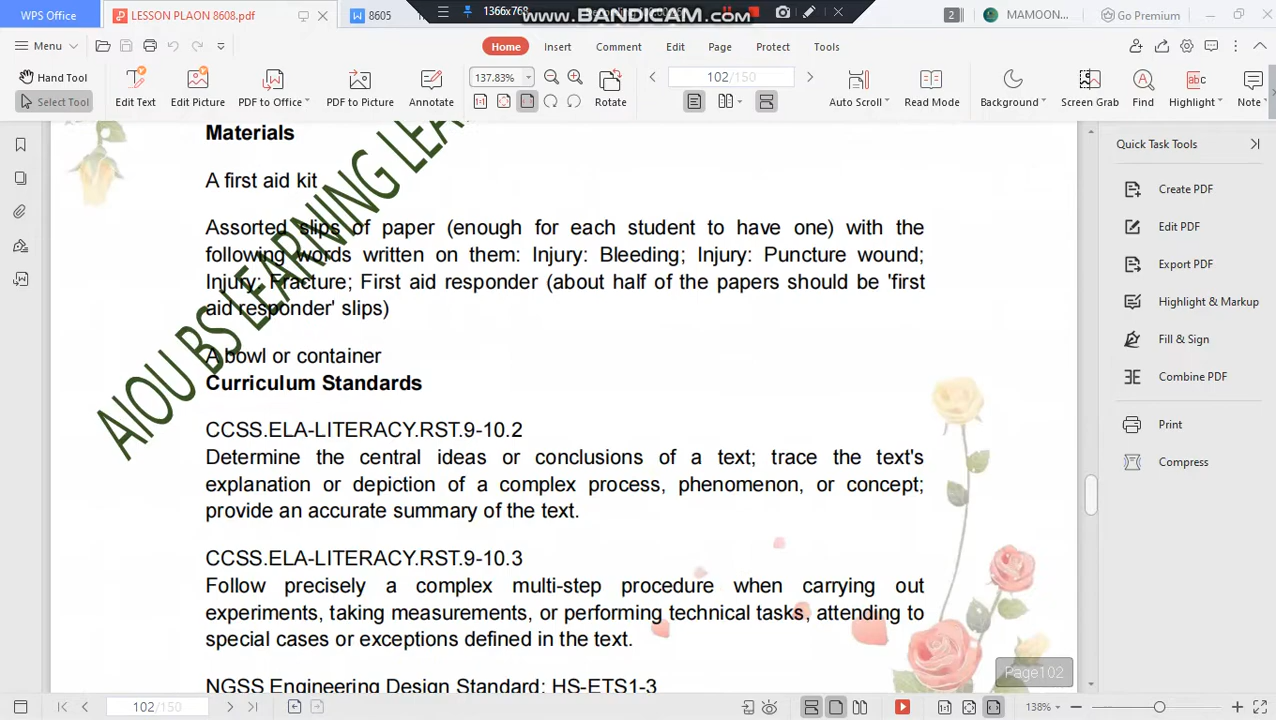 WPS Office
LESSON PLAON 8608.pdf
8605
1366x768
www.BANDICAM.com
2
MAMOON...
Go Premium
Menu
Home
Insert
Comment
Edit
Page
Protect
Tools
Hand Tool
Select Tool
Edit Text
Edit Picture
PDF to Office
PDF to Picture
Annotate
137.83%
Rotate
102/150
Auto Scroll
Read Mode
Background
Screen Grab
Find
Highlight
Note
Materials
A first aid kit
Assorted slips of paper (enough for each student to have one) with the
following words written on them: Injury: Bleeding; Injury: Puncture wound;
Injury: Fracture; First aid responder (about half of the papers should be 'first
aid responder' slips)
A bowl or container
Curriculum Standards
CCSS.ELA-LITERACY.RST.9-10.2
Determine the central ideas or conclusions of a text; trace the text's
explanation or depiction of a complex process, phenomenon, or concept;
provide an accurate summary of the text.
CCSS.ELA-LITERACY.RST.9-10.3
Follow precisely a complex multi-step procedure when carrying out
experiments, taking measurements, or performing technical tasks, attending to
special cases or exceptions defined in the text.
NGSS Engineering Design Standard: HS-ETS1-3
AIOU BS LEARNING LEA
Page102
Quick Task Tools
Create PDF
Edit PDF
Export PDF
Highlight & Markup
Fill & Sign
Combine PDF
Print
Compress
102/150
138%